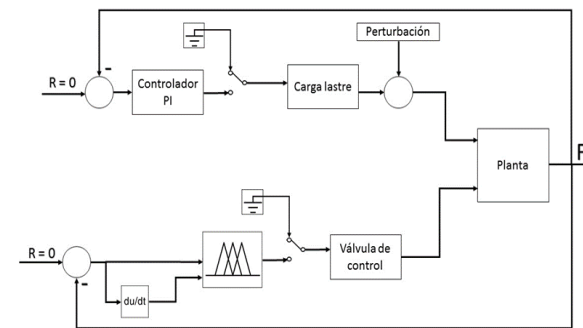 Perturbación
R = 0
-
Controlador
PI
Carga lastre
Planta
R = 0
-
du/dt
Válvula de
control